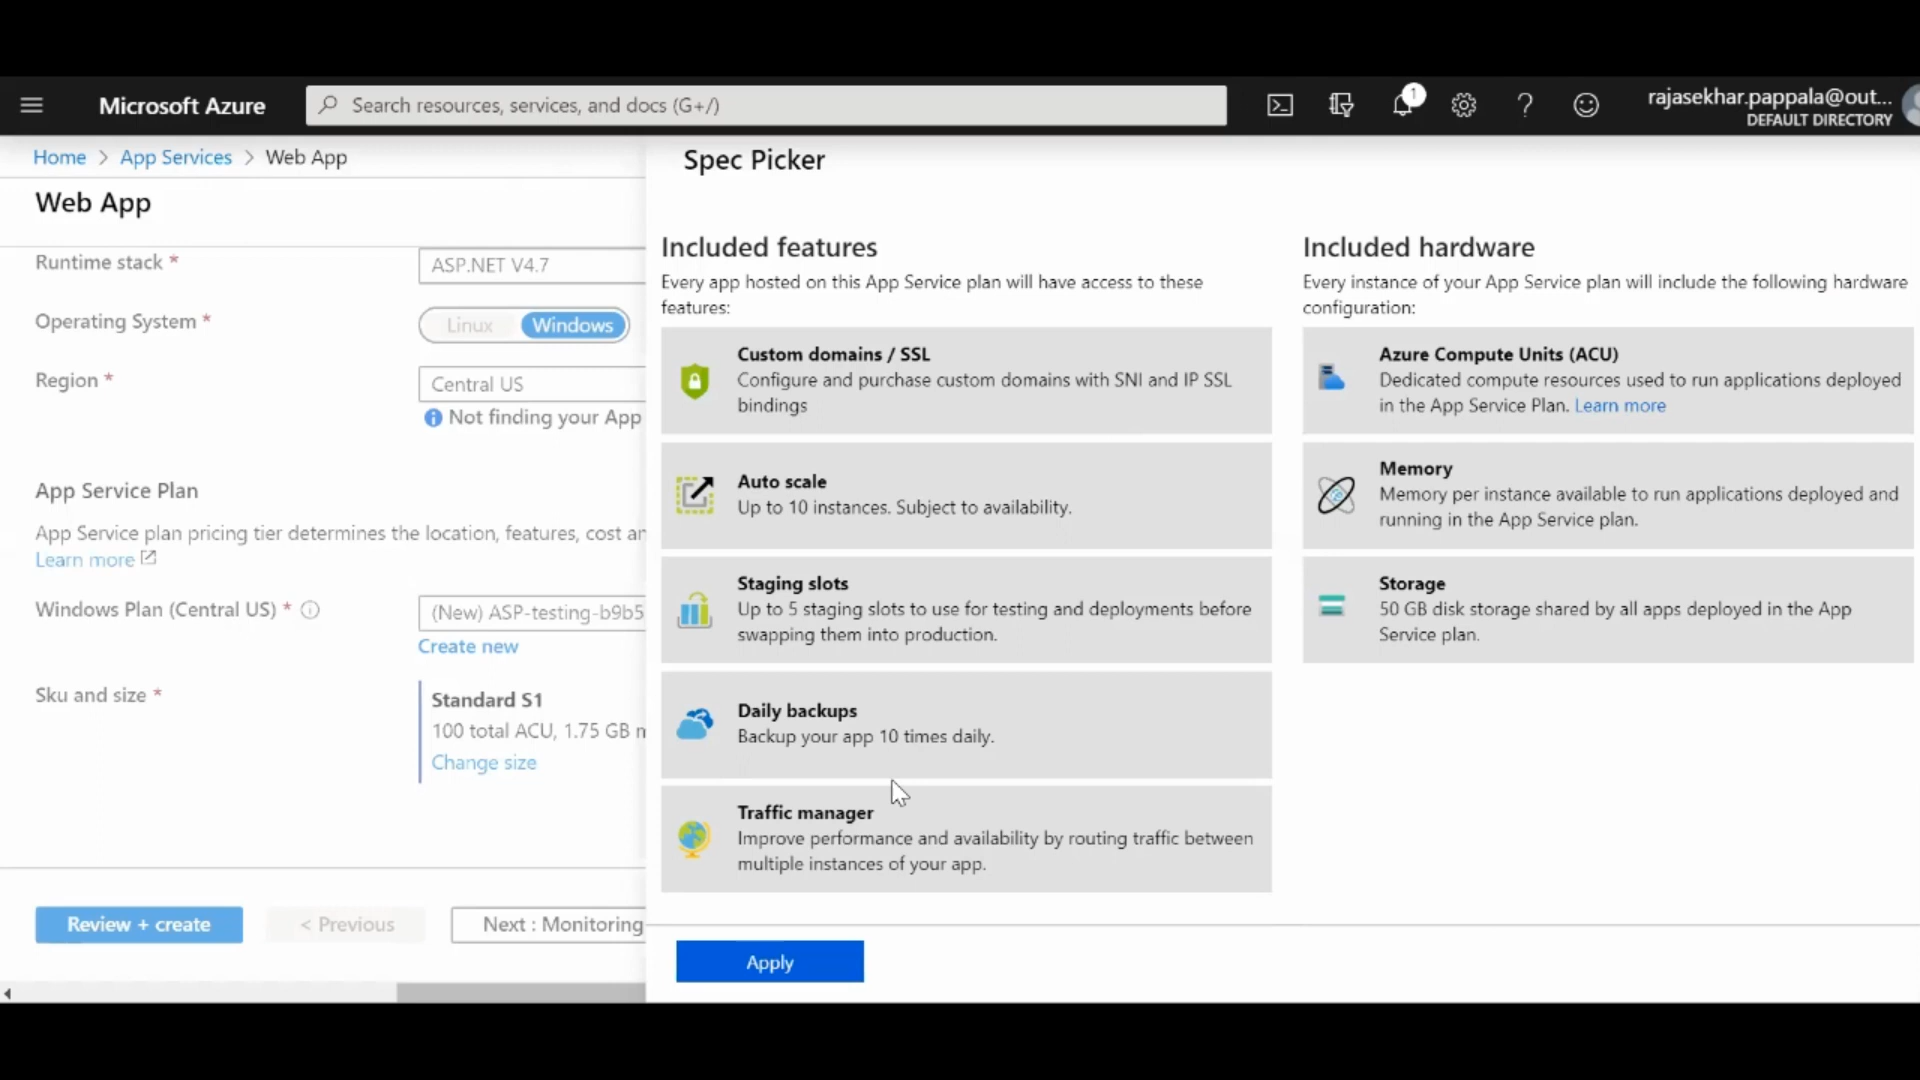 Microsoft Azure
Search resources, services, and docs (G+/)
1
rajasekhar.pappala@out...
DEFAULT DIRECTORY
Home > App Services > Web App
Web App
Runtime stack *
ASP.NET V4.7
Operating System *
Linux Windows
Region *
Central US
Not finding your App
App Service Plan
App Service plan pricing tier determines the location, features, cost an
Learn more
Windows Plan (Central US) *
(New) ASP-testing-b9b5
Create new
Sku and size *
Standard S1
100 total ACU, 1.75 GB m
Change size
Review + create
< Previous
Next : Monitoring
Spec Picker
Included features
Every app hosted on this App Service plan will have access to these
features:
Custom domains / SSL
Configure and purchase custom domains with SNI and IP SSL
bindings
Auto scale
Up to 10 instances. Subject to availability.
Staging slots
Up to 5 staging slots to use for testing and deployments before
swapping them into production.
Daily backups
Backup your app 10 times daily.
Traffic manager
Improve performance and availability by routing traffic between
multiple instances of your app.
Included hardware
Every instance of your App Service plan will include the following hardware
configuration:
Azure Compute Units (ACU)
Dedicated compute resources used to run applications deployed
in the App Service Plan. Learn more
Memory
Memory per instance available to run applications deployed and
running in the App Service plan.
Storage
50 GB disk storage shared by all apps deployed in the App
Service plan.
Apply